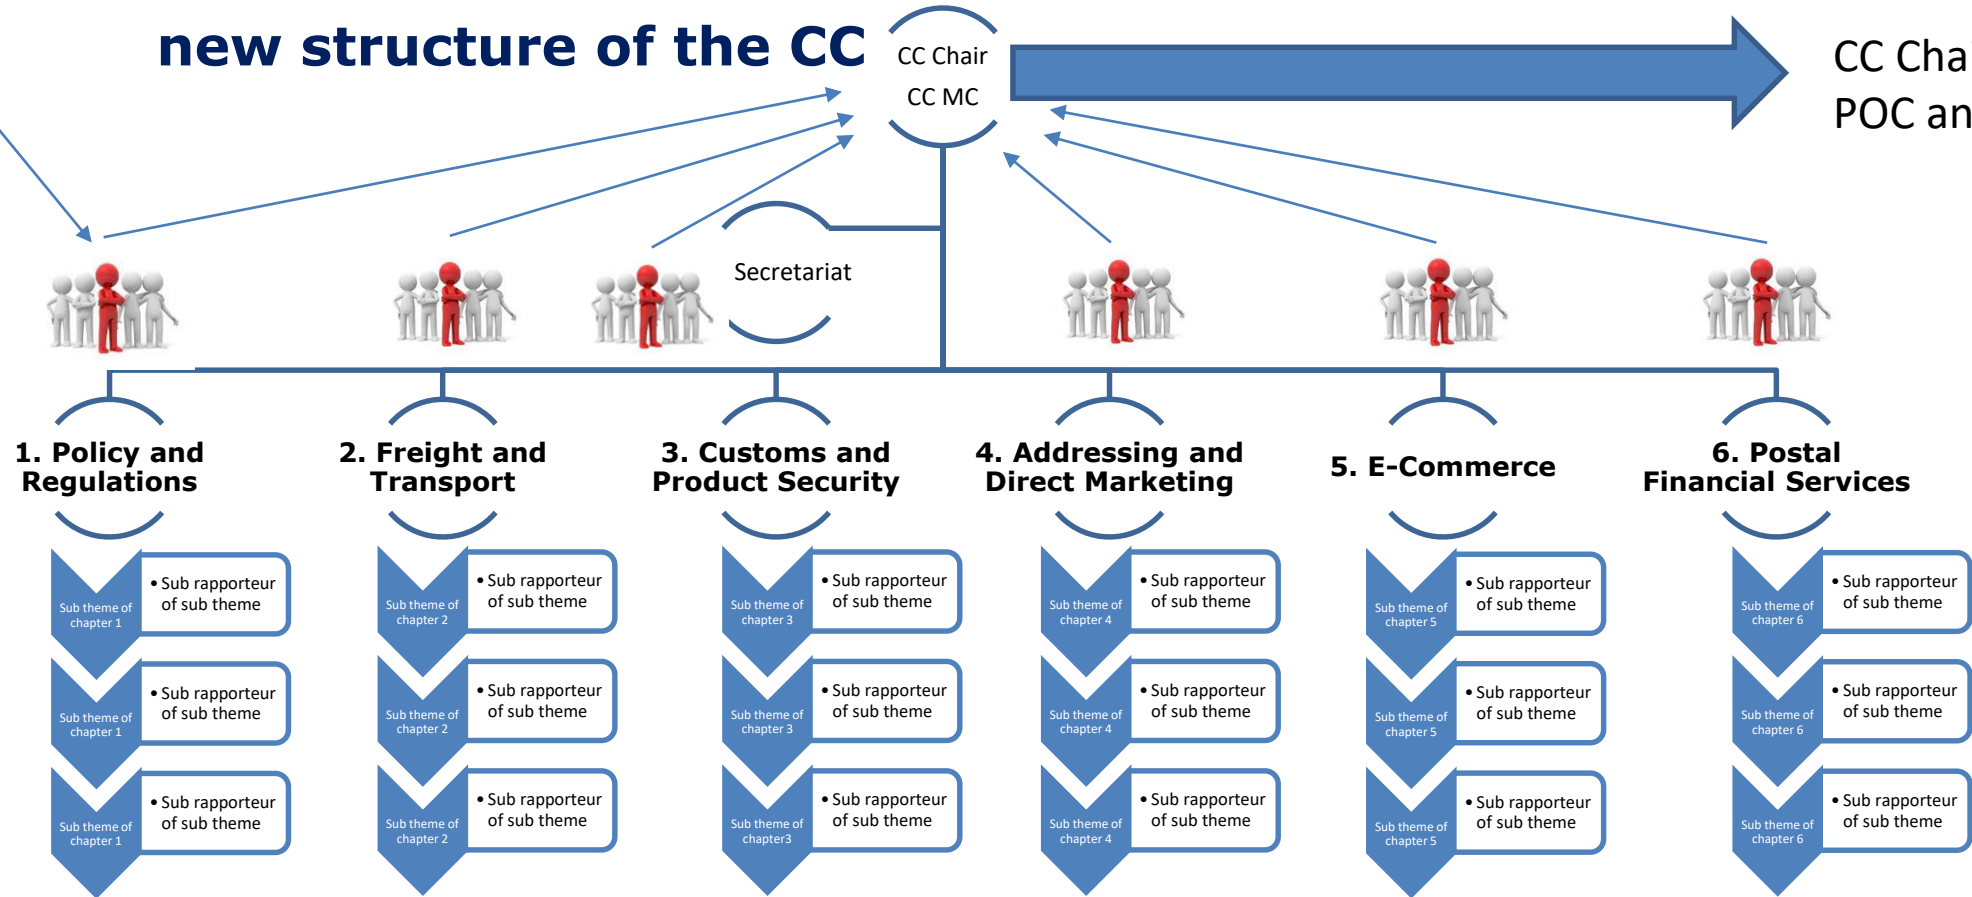 new structure of the CC
CC Chair
CC MC
CC Chai
POC an
Secretariat
1. Policy and
Regulations
2. Freight and
Transport
3. Customs and
Product Security
4. Addressing and
Direct Marketing
5. E-Commerce
6. Postal
Financial Services
Sub theme of
chapter 1
• Sub rapporteur
of sub theme
Sub theme of
chapter 1
• Sub rapporteur
of sub theme
Sub theme of
chapter 1
• Sub rapporteur
of sub theme
Sub theme of
chapter 2
• Sub rapporteur
of sub theme
Sub theme of
chapter 2
• Sub rapporteur
of sub theme
Sub theme of
chapter 2
• Sub rapporteur
of sub theme
Sub theme of
chapter 3
• Sub rapporteur
of sub theme
Sub theme of
chapter 3
• Sub rapporteur
of sub theme
Sub theme of
chapter3
• Sub rapporteur
of sub theme
Sub theme of
chapter 4
• Sub rapporteur
of sub theme
Sub theme of
chapter 4
• Sub rapporteur
of sub theme
Sub theme of
chapter 4
• Sub rapporteur
of sub theme
Sub theme of
chapter 5
• Sub rapporteur
of sub theme
Sub theme of
chapter 5
• Sub rapporteur
of sub theme
Sub theme of
chapter 5
• Sub rapporteur
of sub theme
Sub theme of
chapter 6
• Sub rapporteur
of sub theme
Sub theme of
chapter 6
• Sub rapporteur
of sub theme
Sub theme of
chapter 6
• Sub rapporteur
of sub theme